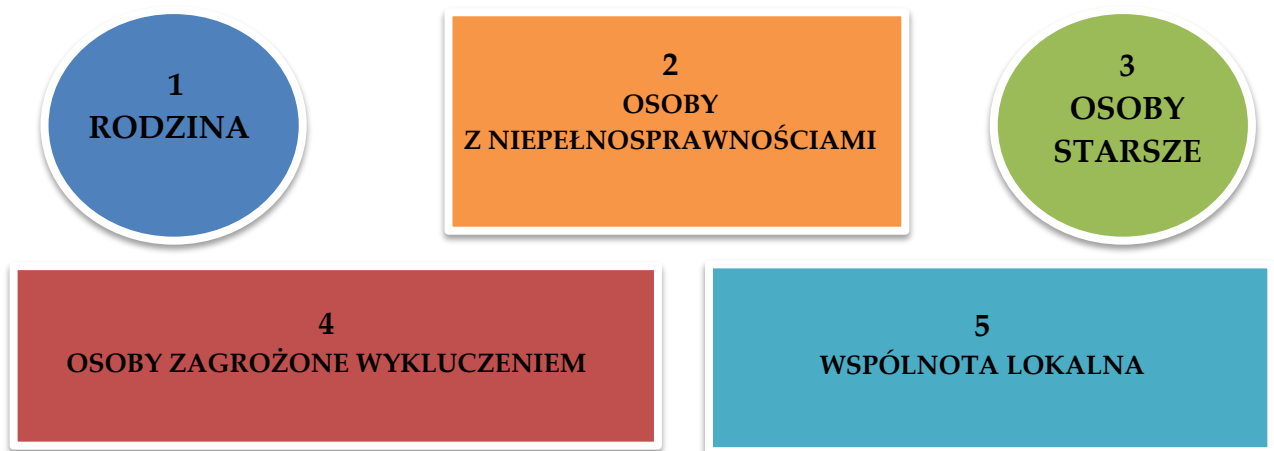 1
RODZINA
2
OSOBY
Z NIEPEŁNOSPRAWNOŚCIAMI
3
OSOBY
STARSZE
4
OSOBY ZAGROŻONE WYKLUCZENIEM
5
WSPÓLNOTA LOKALNA